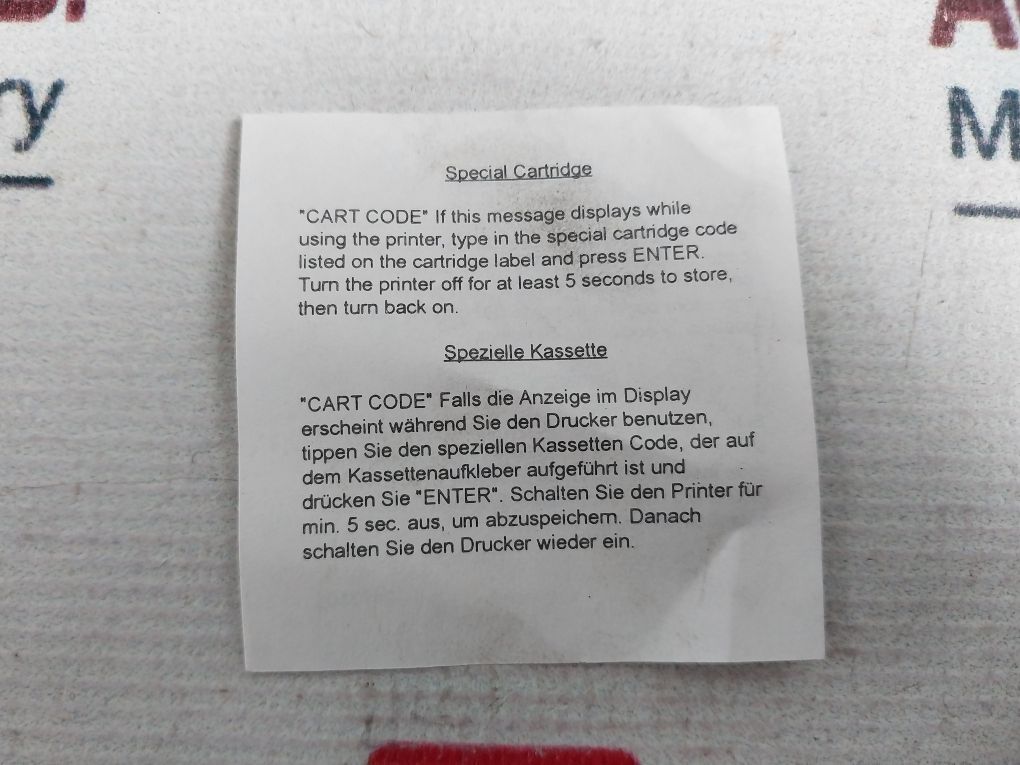 ry
M
Special Cartridge
"CART CODE" If this message displays while
using the printer, type in the special cartridge code
listed on the cartridge label and press ENTER.
Turn the printer off for at least 5 seconds to store,
then turn back on.
Spezielle Kassette
"CART CODE" Falls die Anzeige im Display
erscheint während Sie den Drucker benutzen,
tippen Sie den speziellen Kassetten Code, der auf
dem Kassettenaufkleber aufgeführt ist und
drücken Sie "ENTER". Schalten Sie den Printer für
min. 5 sec. aus, um abzuspeichern. Danach
schalten Sie den Drucker wieder ein.